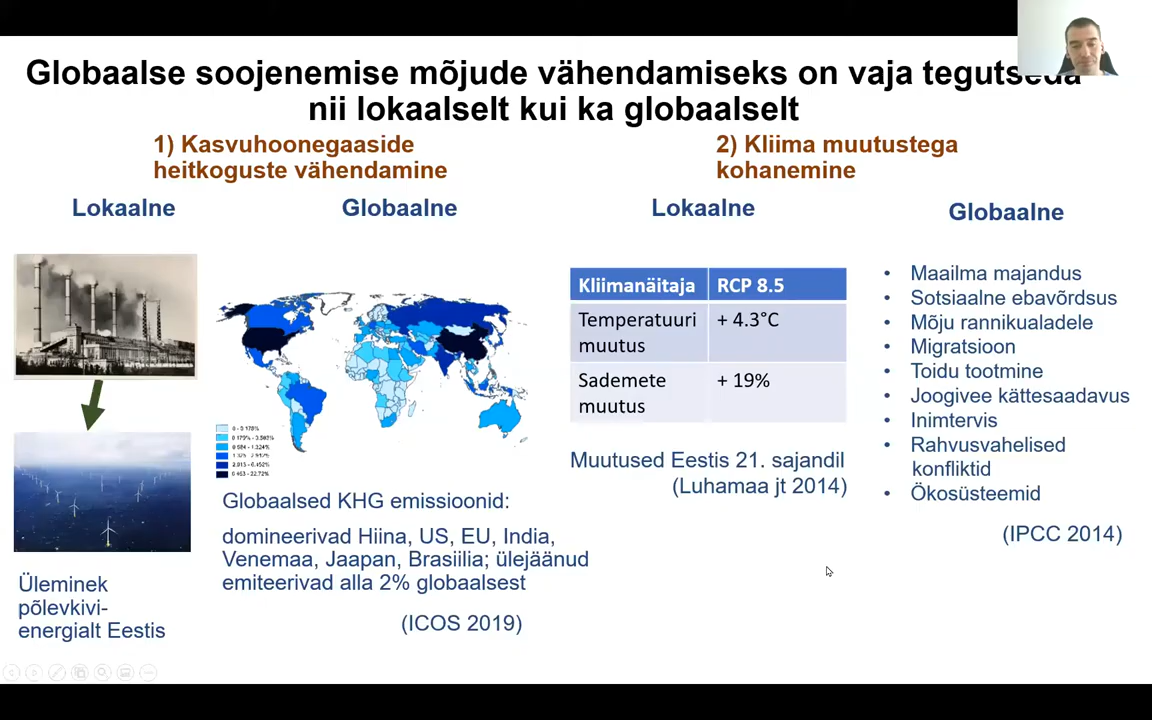 Globaalse soojenemise mõjude vähendamiseks on vaja tegutseda
nii lokaalselt kui ka globaalselt
1) Kasvuhoonegaaside
heitkoguste vähendamine
Lokaalne
Globaalne
Üleminek
põlevkivi-
energialt Eestis
Globaalsed KHG emissioonid:
domineerivad Hiina, US, EU, India,
Venemaa, Jaapan, Brasiilia; ülejäänud
emiteerivad alla 2% globaalsest
(ICOS 2019)
2) Kliima muutustega
kohanemine
Lokaalne
Kliimanäitaja RCP 8.5
Temperatuuri + 4.3°C
muutus
Sademete + 19%
muutus
Muutused Eestis 21. sajandil
(Luhamaa jt 2014)
Globaalne
• Maailma majandus
• Sotsiaalne ebavõrdsus
• Mõju rannikualadele
• Migratsioon
• Toidu tootmine
• Joogivee kättesaadavus
• Inimtervis
• Rahvusvahelised
konfliktid
• Ökosüsteemid
(IPCC 2014)